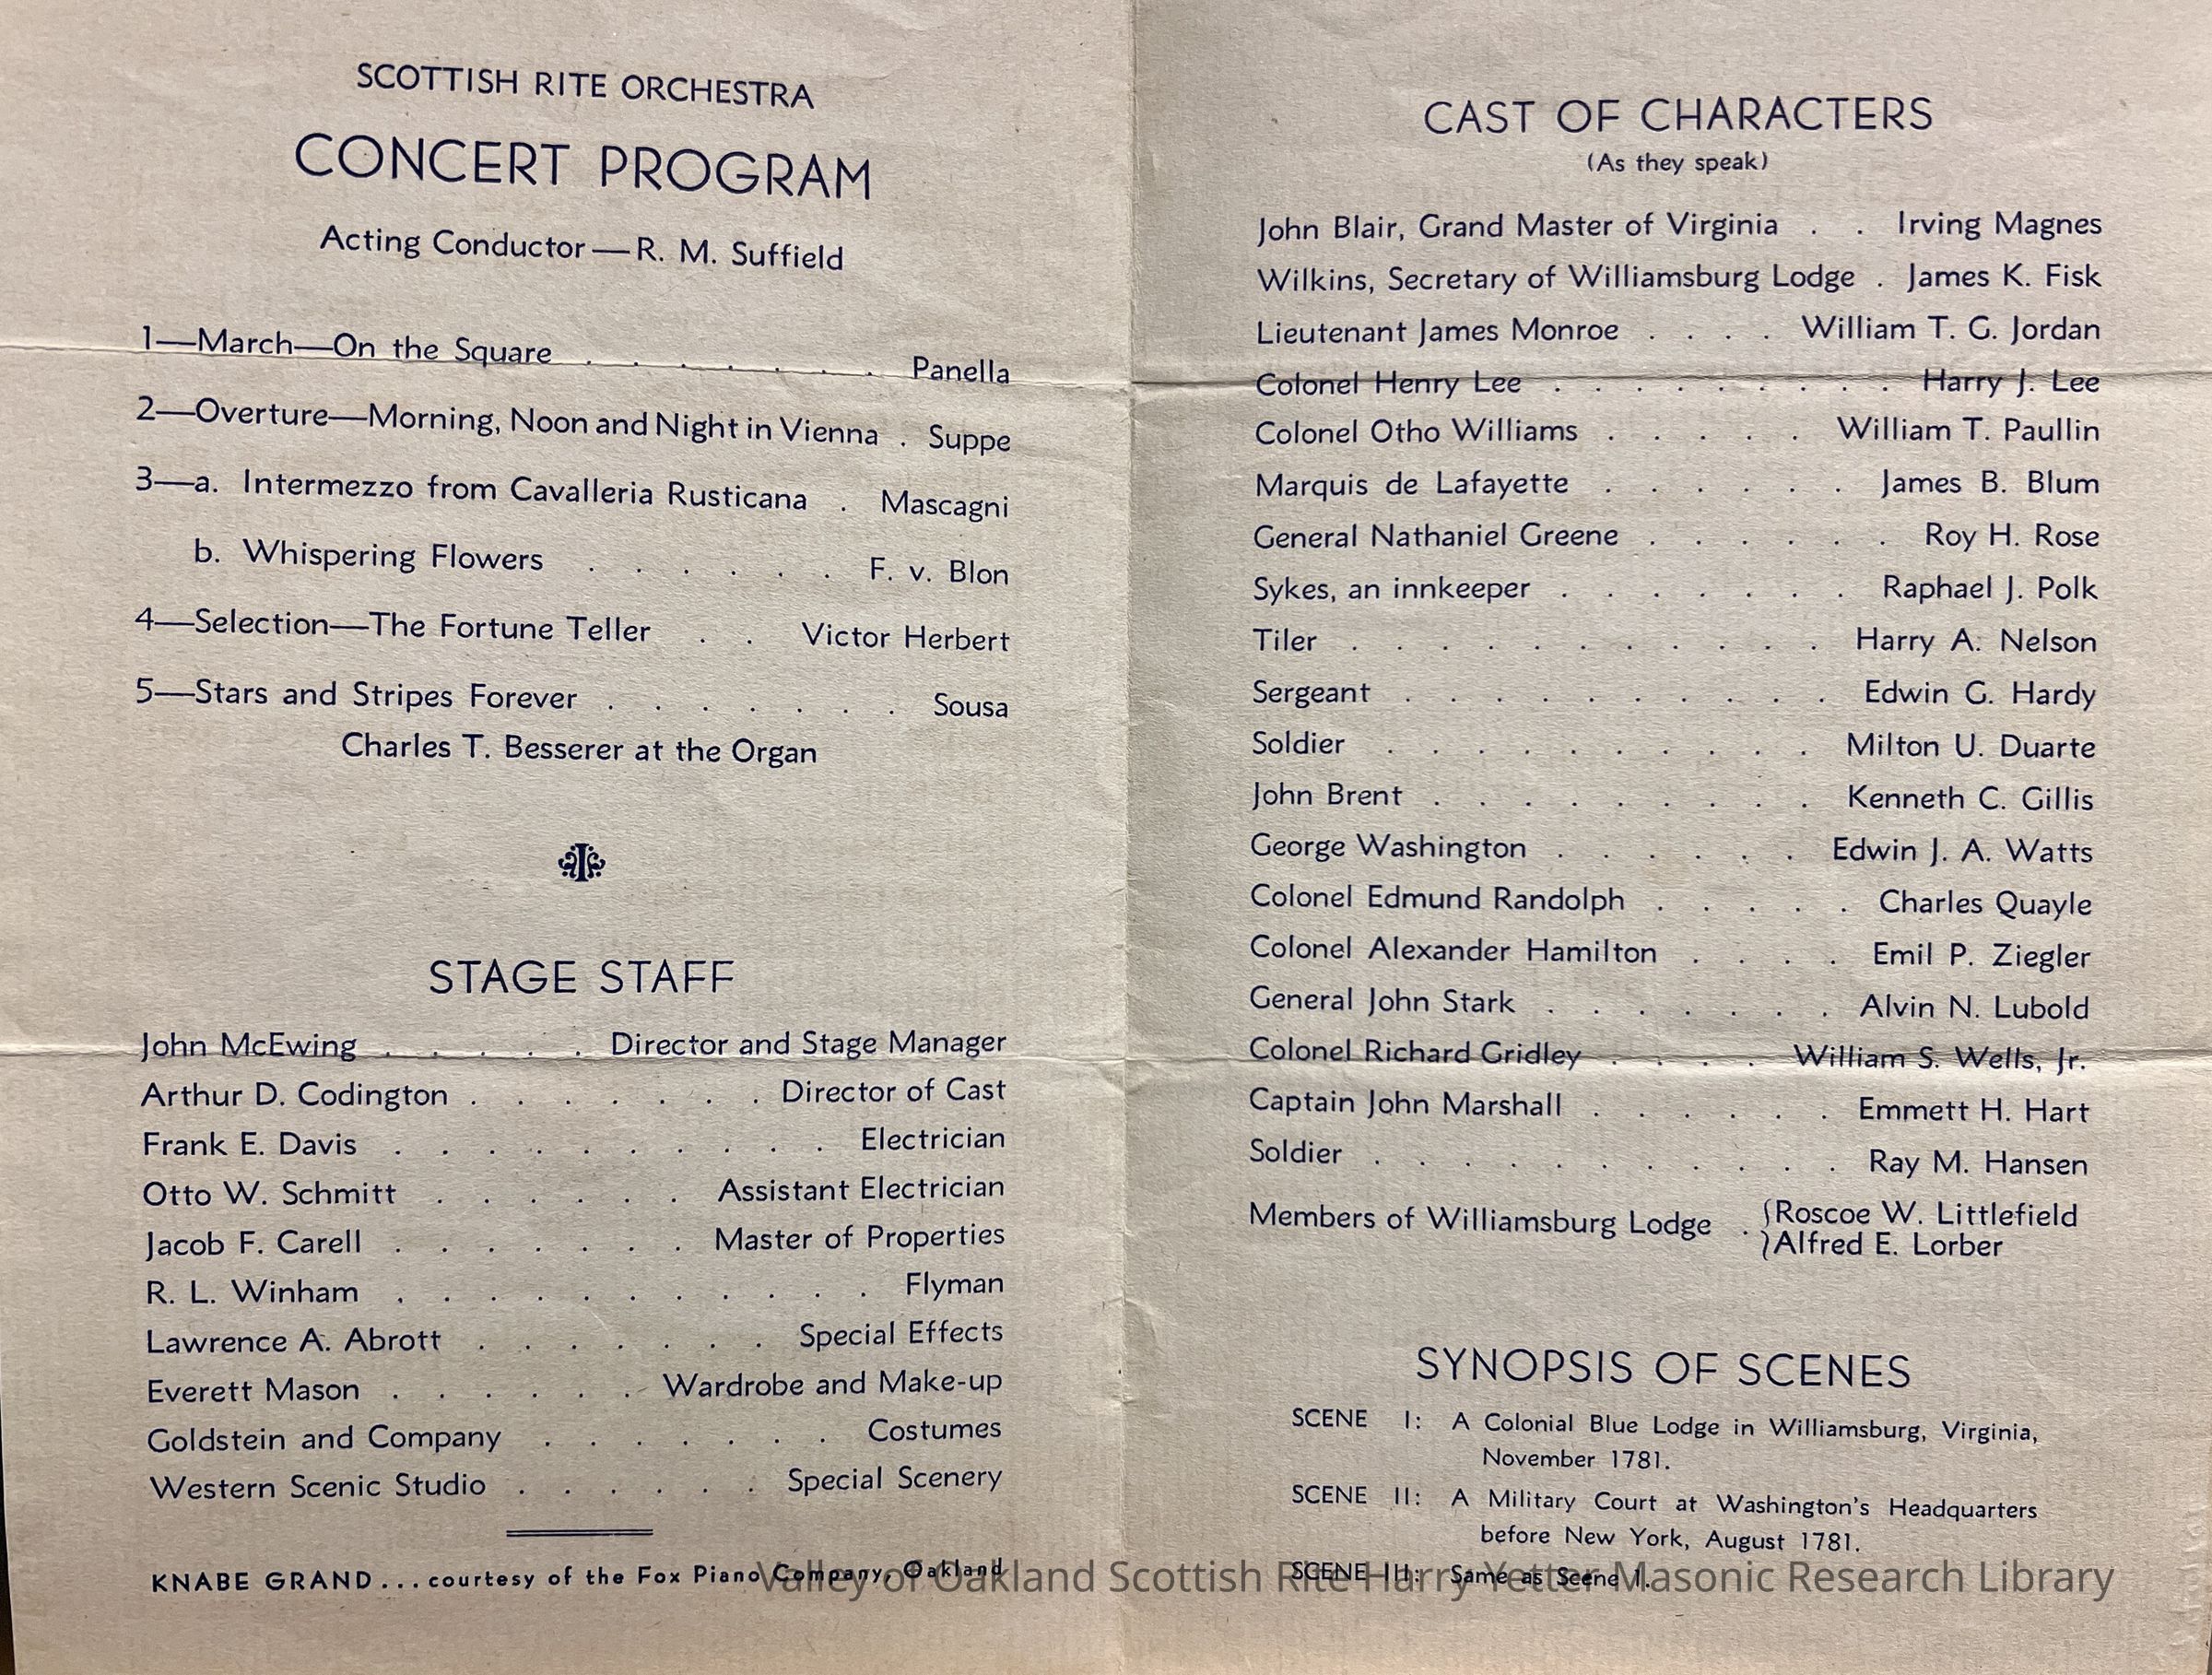 SCOTTISH RITE ORCHESTRA
CONCERT PROGRAM
Acting Conductor—R. M. Suffield
1—March—On the Square . . . . . . . Panella
2—Overture—Morning, Noon and Night in Vienna . Suppe
3—a. Intermezzo from Cavalleria Rusticana . Mascagni
b. Whispering Flowers . . . . . . F. v. Blon
4—Selection—The Fortune Teller . . Victor Herbert
5—Stars and Stripes Forever . . . . . . . Sousa
Charles T. Besserer at the Organ
STAGE STAFF
John McEwing . . . . . Director and Stage Manager
Arthur D. Codington . . . . . . . Director of Cast
Frank E. Davis . . . . . . . . . . Electrician
Otto W. Schmitt . . . . . . Assistant Electrician
Jacob F. Carell . . . . . . . Master of Properties
R. L. Winham . . . . . . . . . . . Flyman
Lawrence A. Abrott . . . . . . . Special Effects
Everett Mason . . . . . . Wardrobe and Make-up
Goldstein and Company . . . . . . . Costumes
Western Scenic Studio . . . . . . Special Scenery
KNABE GRAND ... courtesy of the Fox Piano Company, Oakland
CAST OF CHARACTERS
(As they speak)
John Blair, Grand Master of Virginia . . Irving Magnes
Wilkins, Secretary of Williamsburg Lodge . James K. Fisk
Lieutenant James Monroe . . . . William T. G. Jordan
Colonel Henry Lee . . . . . . . . Harry J. Lee
Colonel Otho Williams . . . . . William T. Paullin
Marquis de Lafayette . . . . . . James B. Blum
General Nathaniel Greene . . . . . . Roy H. Rose
Sykes, an innkeeper . . . . . . . Raphael J. Polk
Tiler . . . . . . . . . . . Harry A. Nelson
Sergeant . . . . . . . . . . Edwin G. Hardy
Soldier . . . . . . . . . . Milton U. Duarte
John Brent . . . . . . . . . Kenneth C. Gillis
George Washington . . . . . . Edwin J. A. Watts
Colonel Edmund Randolph . . . . . Charles Quayle
Colonel Alexander Hamilton . . . . Emil P. Ziegler
General John Stark . . . . . . . Alvin N. Lubold
Colonel Richard Gridley . . . . William S. Wells, Jr.
Captain John Marshall . . . . . . Emmett H. Hart
Soldier . . . . . . . . . . . Ray M. Hansen
Members of Williamsburg Lodge . {Roscoe W. Littlefield
Alfred E. Lorber
SYNOPSIS OF SCENES
SCENE I: A Colonial Blue Lodge in Williamsburg, Virginia,
November 1781.
SCENE II: A Military Court at Washington's Headquarters
before New York, August 1781.
SCENE III: Same as Scene I.
Valley of Oakland Scottish Rite Harry Yetter Masonic Research Library